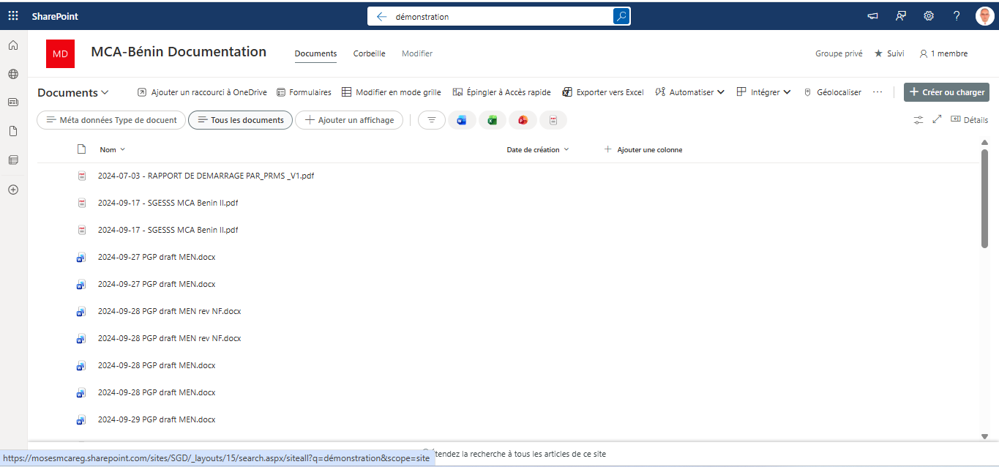 SharePoint
démonstration
MD
MCA-Bénin Documentation
Documents
Corbeille
Modifier
Groupe privé
Suivi
1 membre
Documents
Ajouter un raccourci à OneDrive
Formulaires
Modifier en mode grille
Épingler à Accès rapide
Exporter vers Excel
Automatiser
Intégrer
Géolocaliser
Créer ou charger
Méta données Type de docuent
Tous les documents
Ajouter un affichage
Détails
Nom
Date de création
Ajouter une colonne
2024-07-03 - RAPPORT DE DEMARRAGE PAR_PRMS _V1.pdf
2024-09-17 - SGESSS MCA Benin II.pdf
2024-09-17 - SGESSS MCA Benin II.pdf
2024-09-27 PGP draft MEN.docx
2024-09-27 PGP draft MEN.docx
2024-09-28 PGP draft MEN rev NF.docx
2024-09-28 PGP draft MEN rev NF.docx
2024-09-28 PGP draft MEN.docx
2024-09-28 PGP draft MEN.docx
2024-09-29 PGP draft MEN.docx
tendez la recherche à tous les articles de ce site
https://mosesmcareg.sharepoint.com/sites/SGD/_layouts/15/search.aspx/siteall?q=démonstration&scope=site